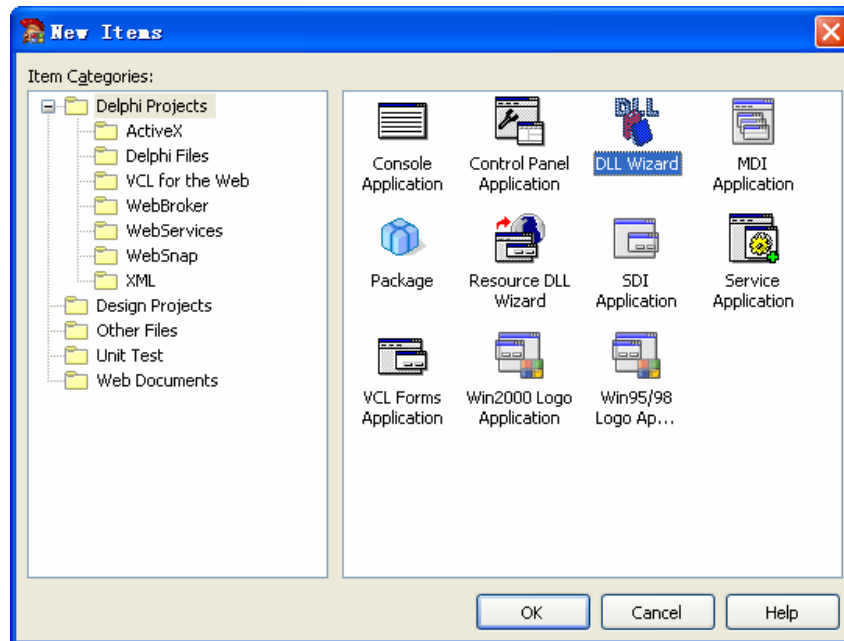 New Items
Item Categories:
Delphi Projects
ActiveX
Delphi Files
VCL for the Web
WebBroker
WebServices
WebSnap
XML
Design Projects
Other Files
Unit Test
Web Documents
Console
Application
Control Panel
Application
DLL
DLL Wizard
MDI
Application
Package
Resource DLL
Wizard
SDI
Application
Service
Application
VCL Forms
Application
Win2000 Logo
Application
Win95/98
Logo Ap...
OK
Cancel
Help